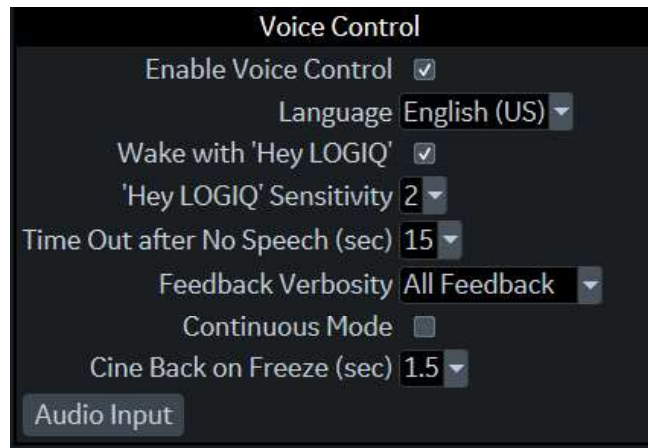 Voice Control
Enable Voice Control
Language English (US)
Wake with 'Hey LOGIQ'
'Hey LOGIQ' Sensitivity 2
Time Out after No Speech (sec) 15
Feedback Verbosity All Feedback
Continuous Mode
Cine Back on Freeze (sec) 1.5
Audio Input